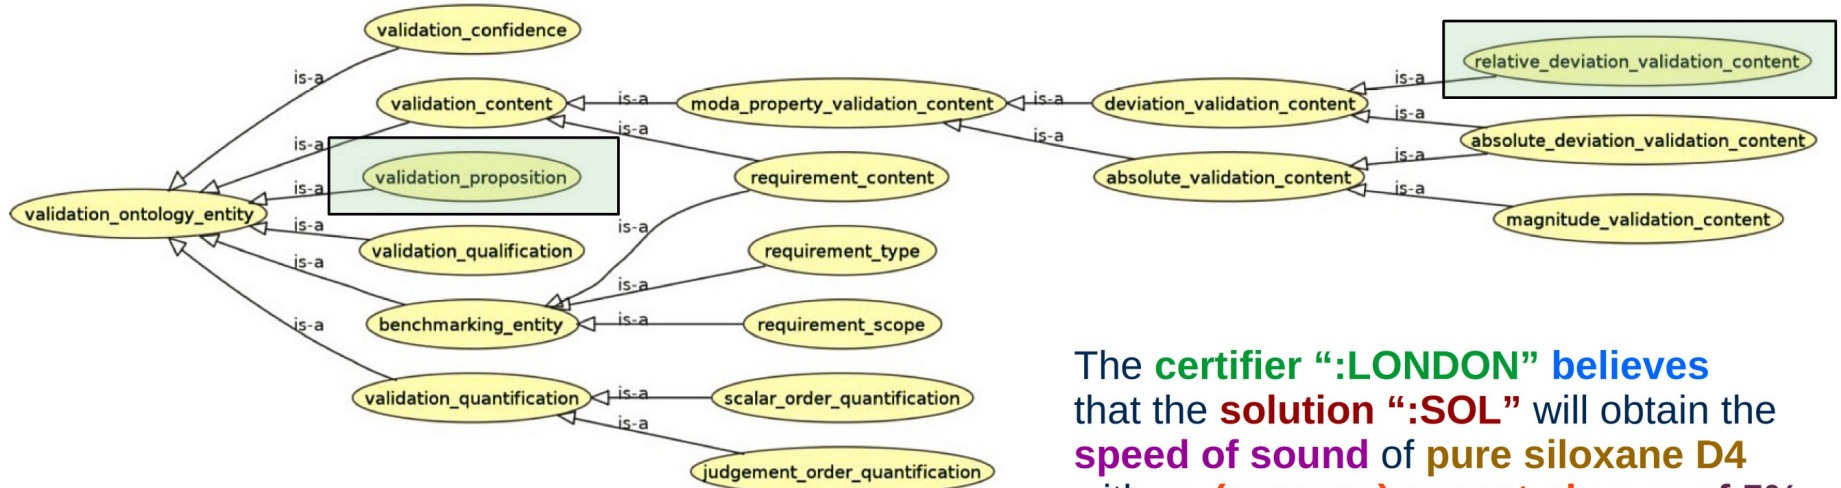 validation_confidence
is-a
validation_content
is-a
moda_property_validation_content
is-a
deviation_validation_content
is-a
relative_deviation_validation_content
is-a
absolute_deviation_validation_content
is-a
is-a
is-a
validation_proposition
is-a
requirement_content
absolute_validation_content
is-a
is-a
magnitude_validation_content
validation_ontology_entity
is-a
validation_qualification
is-a
requirement_type
is-a
is-a
benchmarking_entity
is-a
requirement_scope
is-a
validation_quantification
is-a
scalar_order_quantification
is-a
judgement_order_quantification
The certifier “:LONDON” believes
that the solution “:SOL” will obtain the
speed of sound of pure siloxane D4